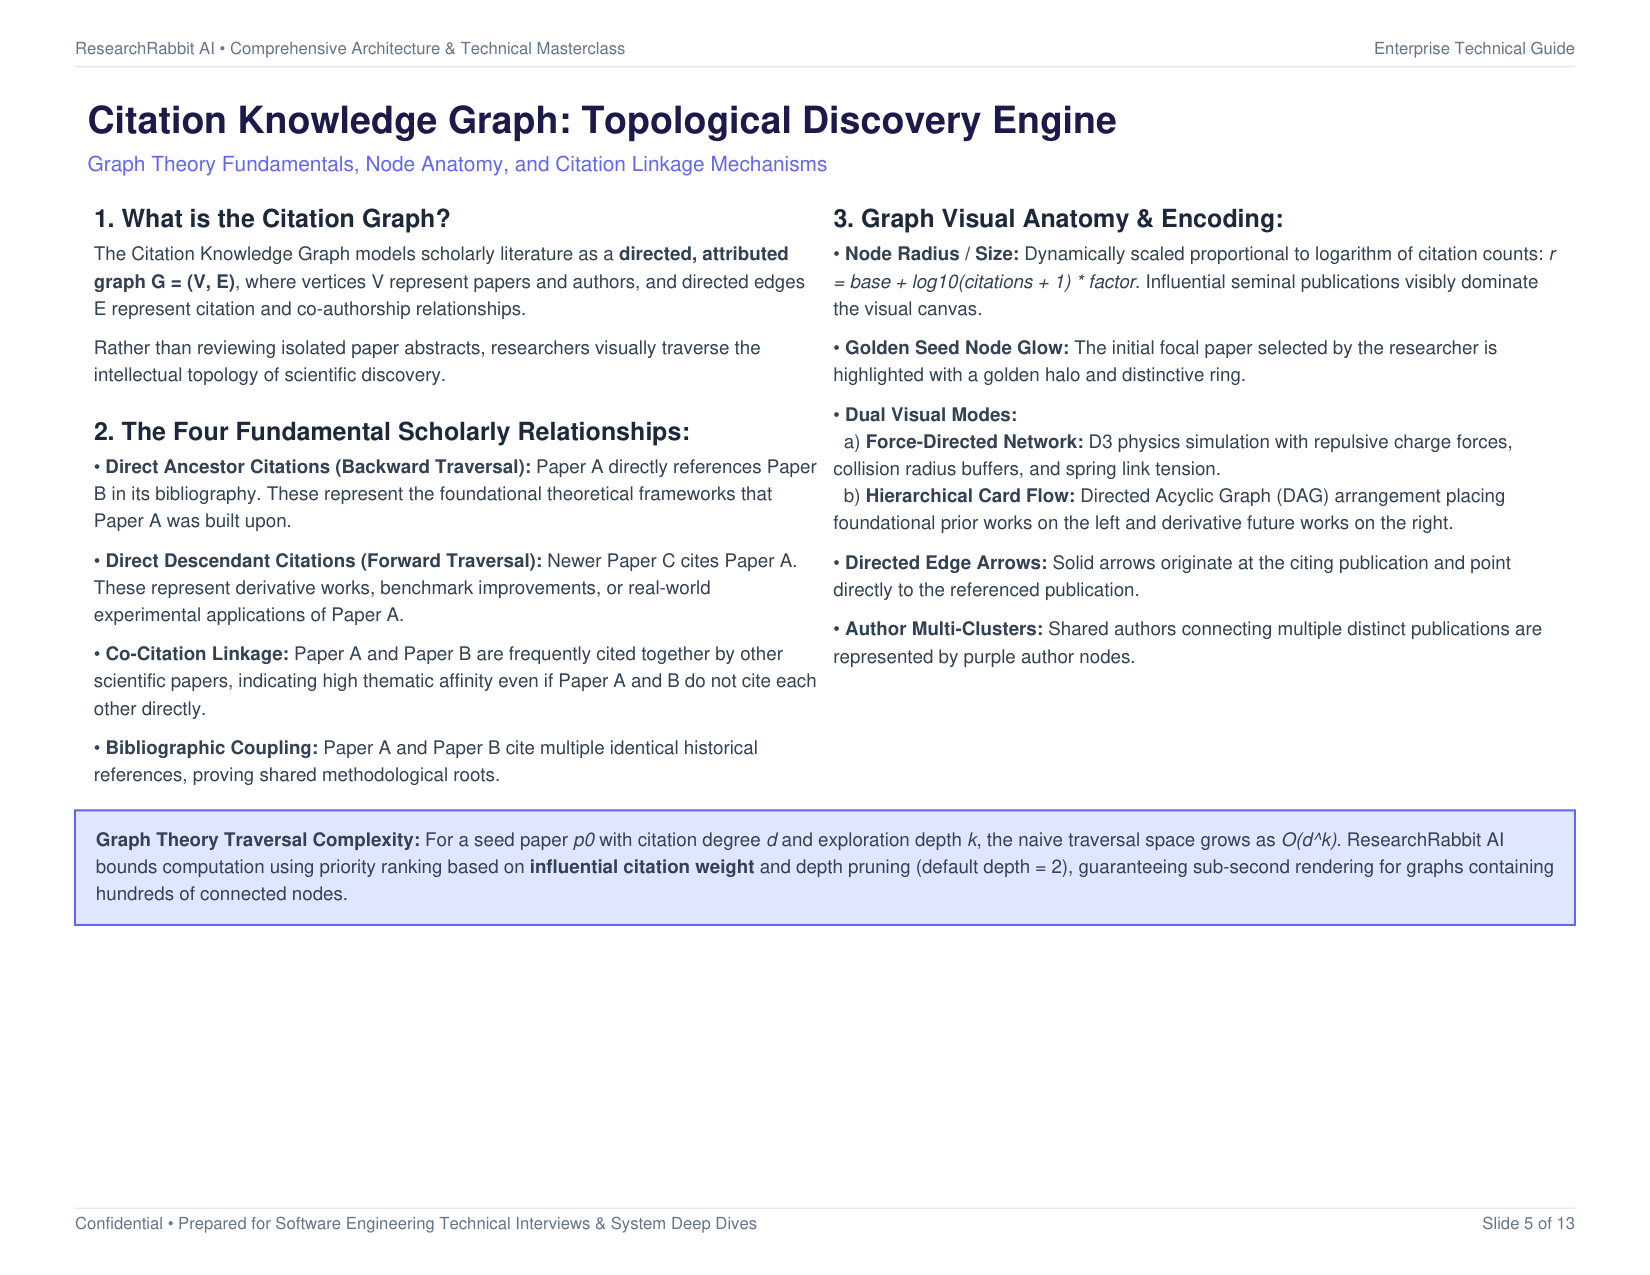 ResearchRabbit AI • Comprehensive Architecture & Technical Masterclass
Enterprise Technical Guide
Citation Knowledge Graph: Topological Discovery Engine
Graph Theory Fundamentals, Node Anatomy, and Citation Linkage Mechanisms
1. What is the Citation Graph?
The Citation Knowledge Graph models scholarly literature as a directed, attributed
graph G = (V, E), where vertices V represent papers and authors, and directed edges
E represent citation and co-authorship relationships.
Rather than reviewing isolated paper abstracts, researchers visually traverse the
intellectual topology of scientific discovery.
2. The Four Fundamental Scholarly Relationships:
• Direct Ancestor Citations (Backward Traversal): Paper A directly references Paper
B in its bibliography. These represent the foundational theoretical frameworks that
Paper A was built upon.
• Direct Descendant Citations (Forward Traversal): Newer Paper C cites Paper A.
These represent derivative works, benchmark improvements, or real-world
experimental applications of Paper A.
• Co-Citation Linkage: Paper A and Paper B are frequently cited together by other
scientific papers, indicating high thematic affinity even if Paper A and B do not cite each
other directly.
• Bibliographic Coupling: Paper A and Paper B cite multiple identical historical
references, proving shared methodological roots.
3. Graph Visual Anatomy & Encoding:
• Node Radius / Size: Dynamically scaled proportional to logarithm of citation counts: r
= base + log10(citations + 1) * factor. Influential seminal publications visibly dominate
the visual canvas.
• Golden Seed Node Glow: The initial focal paper selected by the researcher is
highlighted with a golden halo and distinctive ring.
• Dual Visual Modes:
a) Force-Directed Network: D3 physics simulation with repulsive charge forces,
collision radius buffers, and spring link tension.
b) Hierarchical Card Flow: Directed Acyclic Graph (DAG) arrangement placing
foundational prior works on the left and derivative future works on the right.
• Directed Edge Arrows: Solid arrows originate at the citing publication and point
directly to the referenced publication.
• Author Multi-Clusters: Shared authors connecting multiple distinct publications are
represented by purple author nodes.
Graph Theory Traversal Complexity: For a seed paper p0 with citation degree d and exploration depth k, the naive traversal space grows as O(d^k). ResearchRabbit AI
bounds computation using priority ranking based on influential citation weight and depth pruning (default depth = 2), guaranteeing sub-second rendering for graphs containing
hundreds of connected nodes.
Confidential • Prepared for Software Engineering Technical Interviews & System Deep Dives
Slide 5 of 13